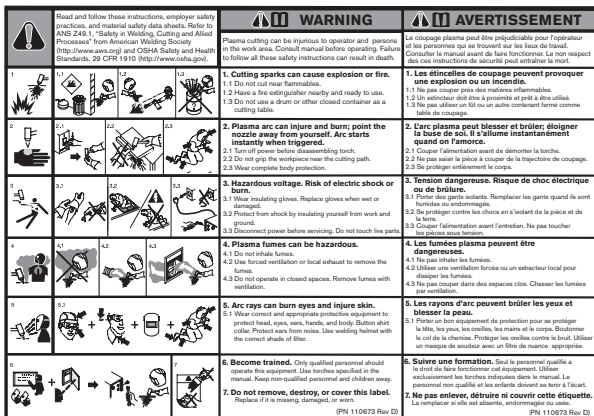 Read and follow these instructions, employer safety
practices, and material safety data sheets. Refer to
ANS Z49.1, "Safety in Welding, Cutting and Allied
Processes" from American Welding Society
(http://www.aws.org) and OSHA Safety and Health
Standards, 29 CFR 1910 (http://www.osha.gov).
WARNING
Plasma cutting can be injurious to operator and persons
in the work area. Consult manual before operating. Failure
to follow all these safety instructions can result in death.
AVERTISSEMENT
Le coupage plasma peut être préjudiciable pour l'opérateur
et les personnes qui se trouvent sur les lieux de travail.
Consulter le manuel avant de faire fonctionner. Le non respect
des ces instructions de sécurité peut entraîner la mort.
1
1.1
1.2
1.3
1. Cutting sparks can cause explosion or fire.
1.1 Do not cut near flammables.
1.2 Have a fire extinguisher nearby and ready to use.
1.3 Do not use a drum or other closed container as a
cutting table.
1. Les étincelles de coupage peuvent provoquer
une explosion ou un incendie.
1.1 Ne pas couper près des matières inflammables.
1.2 Un extincteur doit être à proximité et prêt à être utilisé.
1.3 Ne pas utiliser un fût ou un autre contenant fermé comme
table de coupage.
2
2.1
2.2
2.3
2. Plasma arc can injure and burn; point the
nozzle away from yourself. Arc starts
instantly when triggered.
2.1 Turn off power before disassembling torch.
2.2 Do not grip the workpiece near the cutting path.
2.3 Wear complete body protection.
2. L'arc plasma peut blesser et brûler; éloigner
la buse de soi. Il s'allume instantanément
quand on l'amorce.
2.1 Couper l'alimentation avant de démonter la torche.
2.2 Ne pas saisir la pièce à couper de la trajectoire de coupage.
2.3 Se protéger entièrement le corps.
3
3.1
3.2
3.3
3. Hazardous voltage. Risk of electric shock or
burn.
3.1 Wear insulating gloves. Replace gloves when wet or
damaged.
3.2 Protect from shock by insulating yourself from work and
ground.
3.3 Disconnect power before servicing. Do not touch live parts.
3. Tension dangereuse. Risque de choc électrique
ou de brûlure.
3.1 Porter des gants isolants. Remplacer les gants quand ils sont
humides ou endommagés.
3.2 Se protéger contre les chocs en s'isolant de la pièce et de
la terre.
3.3 Couper l'alimentation avant l'entretien. Ne pas toucher
les pièces sous tension.
4
4.1
4.2
4.3
4. Plasma fumes can be hazardous.
4.1 Do not inhale fumes.
4.2 Use forced ventilation or local exhaust to remove the
fumes.
4.3 Do not operate in closed spaces. Remove fumes with
ventilation.
4. Les fumées plasma peuvent être
dangereuses.
4.1 Ne pas inhaler les fumées.
4.2 Utiliser une ventilation forcée ou un extracteur local pour
dissiper les fumées.
4.3 Ne pas couper dans des espaces clos. Chasser les fumées
par ventilation.
5
5.1
5. Arc rays can burn eyes and injure skin.
5.1 Wear correct and appropriate protective equipment to
protect head, eyes, ears, hands, and body. Button shirt
collar. Protect ears from noise. Use welding helmet with
the correct shade of filter.
5. Les rayons d'arc peuvent brûler les yeux et
blesser la peau.
5.1 Porter un bon équipement de protection pour se protéger
la tête, les yeux, les oreilles, les mains et le corps. Boutonner
le col de la chemise. Protéger les oreilles contre le bruit. Utiliser
un masque de soudeur avec un filtre de nuance appropriée.
6
7
6. Become trained. Only qualified personnel should
operate this equipment. Use torches specified in the
manual. Keep non-qualified personnel and children away.
7. Do not remove, destroy, or cover this label.
Replace if it is missing, damaged, or worn.
(PN 110673 Rev D)
6. Suivre une formation. Seul le personnel qualifié a
le droit de faire fonctionner cet équipement. Utiliser
exclusivement les torches indiquées dans le manual. Le
personnel non qualifié et les enfants doivent se tenir à l'écart.
7. Ne pas enlever, détruire ni couvrir cette étiquette.
La remplacer si elle est absente, endommagée ou usée.
(PN 110673 Rev D)